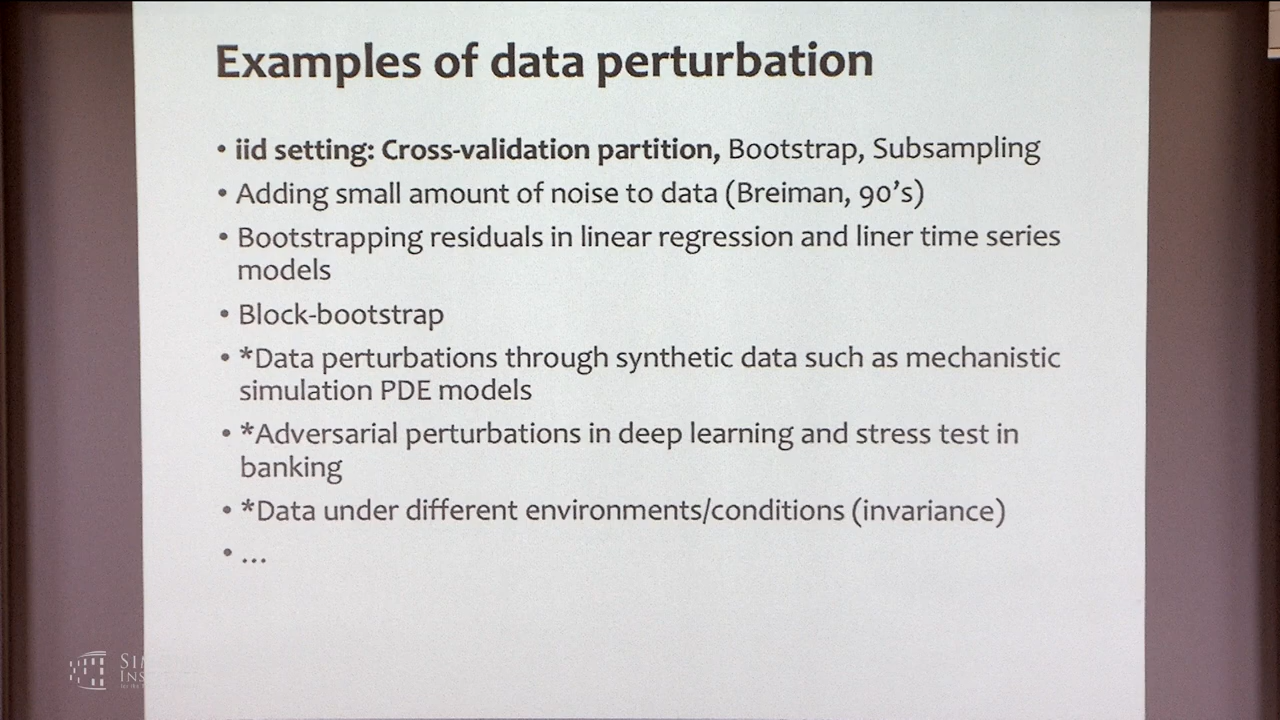 Examples of data perturbation
• iid setting: Cross-validation partition, Bootstrap, Subsampling
• Adding small amount of noise to data (Breiman, 90's)
• Bootstrapping residuals in linear regression and liner time series
models
• Block-bootstrap
• *Data perturbations through synthetic data such as mechanistic
simulation PDE models
• *Adversarial perturbations in deep learning and stress test in
banking
• *Data under different environments/conditions (invariance)
• ...